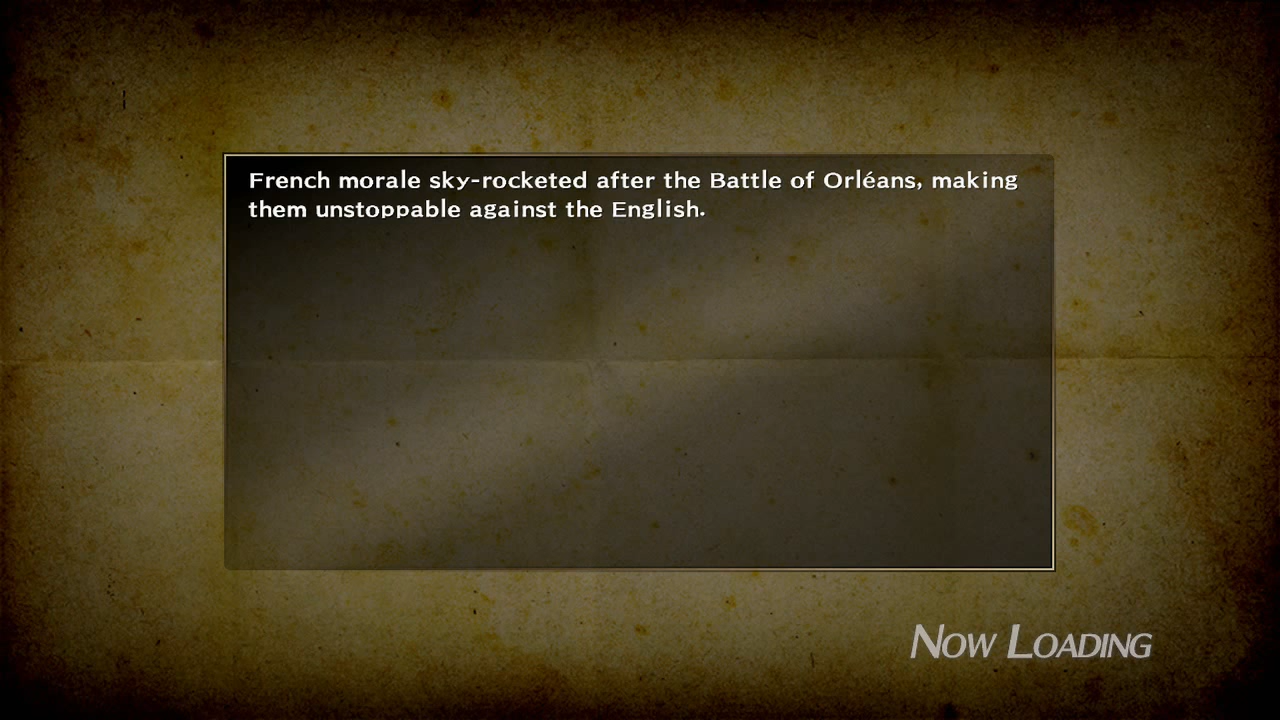 French morale sky-rocketed after the Battle of Orléans, making
them unstoppable against the English.
Now Loading